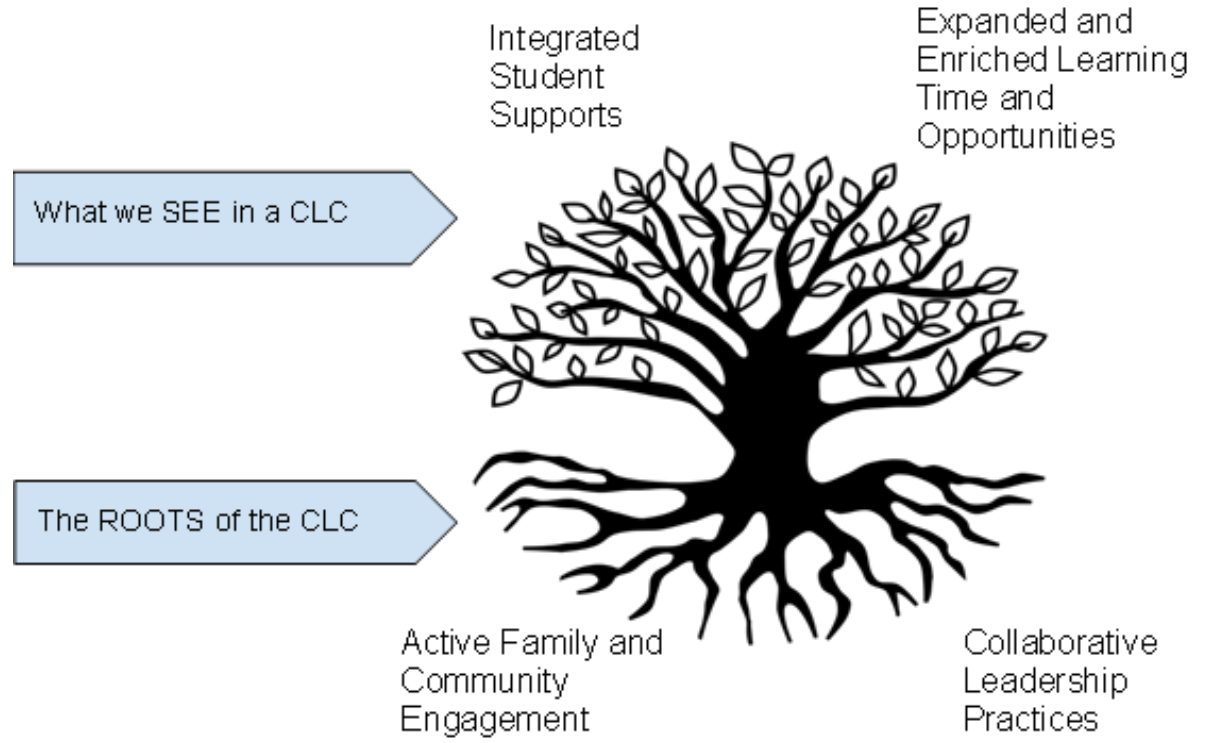 Integrated
Student
Supports
Expanded and
Enriched Learning
Time and
Opportunities
What we SEE in a CLC
The ROOTS of the CLC
Active Family and
Community
Engagement
Collaborative
Leadership
Practices